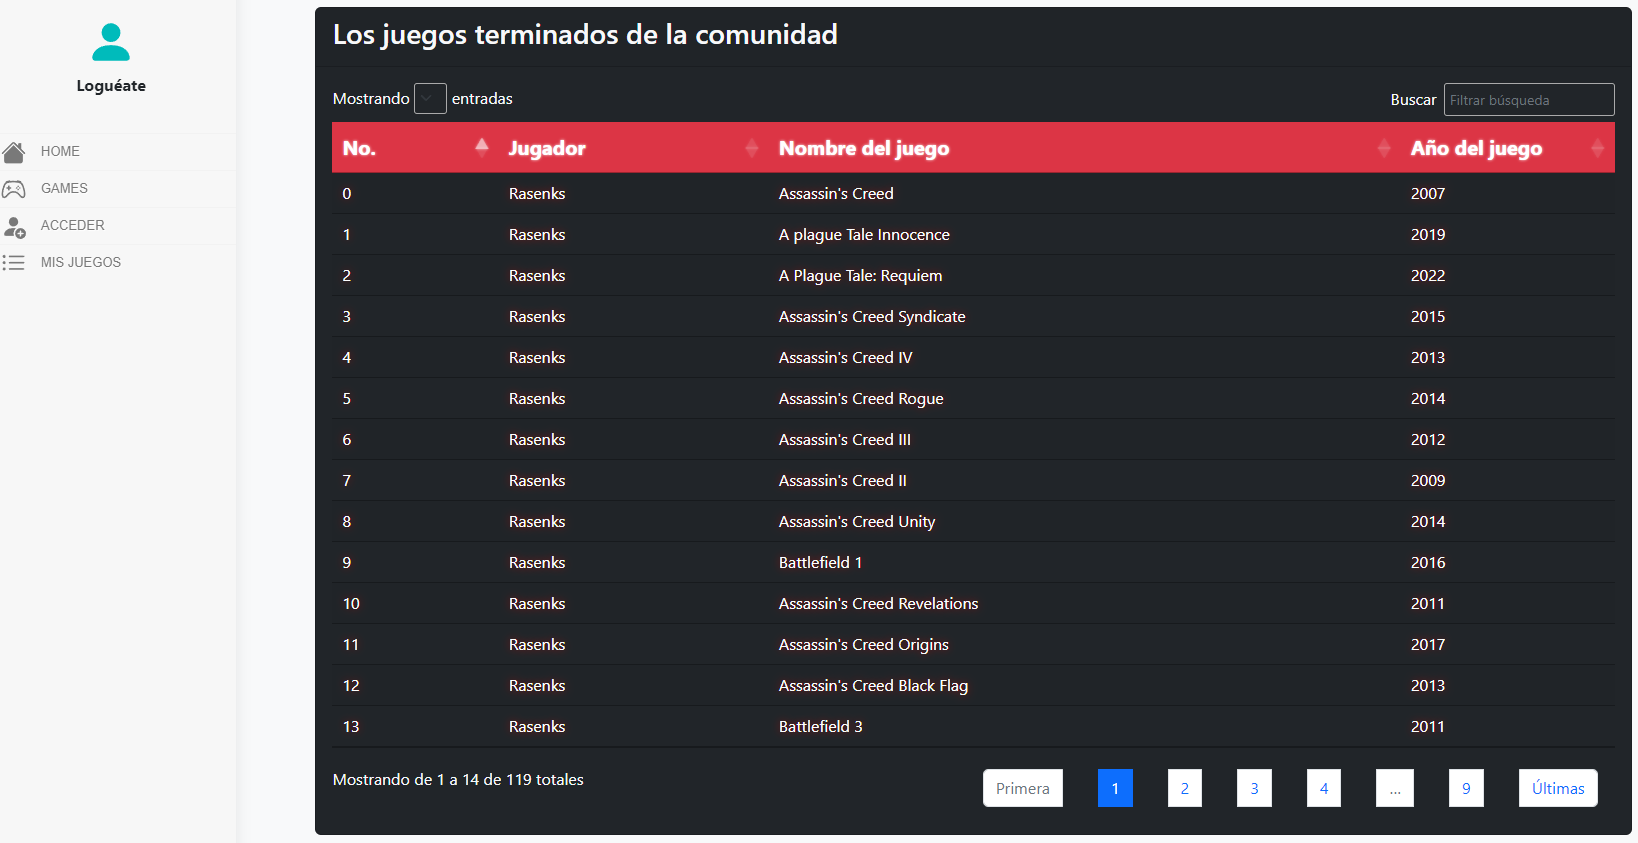 Loguéate
HOME
GAMES
ACCEDER
MIS JUEGOS
Los juegos terminados de la comunidad
Mostrando entradas
Buscar Filtrar búsqueda
No. Jugador Nombre del juego Año del juego
0 Rasenks Assassin's Creed 2007
1 Rasenks A plague Tale Innocence 2019
2 Rasenks A Plague Tale: Requiem 2022
3 Rasenks Assassin's Creed Syndicate 2015
4 Rasenks Assassin's Creed IV 2013
5 Rasenks Assassin's Creed Rogue 2014
6 Rasenks Assassin's Creed III 2012
7 Rasenks Assassin's Creed II 2009
8 Rasenks Assassin's Creed Unity 2014
9 Rasenks Battlefield 1 2016
10 Rasenks Assassin's Creed Revelations 2011
11 Rasenks Assassin's Creed Origins 2017
12 Rasenks Assassin's Creed Black Flag 2013
13 Rasenks Battlefield 3 2011
Mostrando de 1 a 14 de 119 totales
Primera 1 2 3 4 ... 9 Últimas